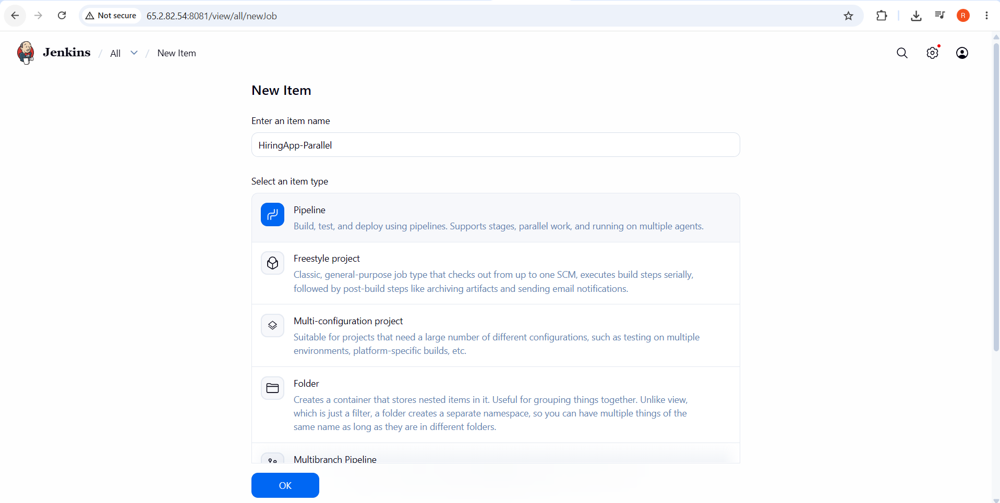 Not secure 65.2.82.54:8081/view/all/newJob R
Jenkins / All / New Item
New Item
Enter an item name
HiringApp-Parallel
Select an item type
Pipeline
Build, test, and deploy using pipelines. Supports stages, parallel work, and running on multiple agents.
Freestyle project
Classic, general-purpose job type that checks out from up to one SCM, executes build steps serially,
followed by post-build steps like archiving artifacts and sending email notifications.
Multi-configuration project
Suitable for projects that need a large number of different configurations, such as testing on multiple
environments, platform-specific builds, etc.
Folder
Creates a container that stores nested items in it. Useful for grouping things together. Unlike view,
which is just a filter, a folder creates a separate namespace, so you can have multiple things of the
same name as long as they are in different folders.
Multibranch Pipeline
OK